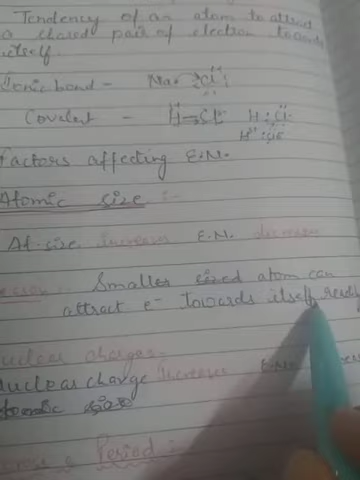 Tendency of an atom to attract
a shared pair of electron towards
itself.
Ionic bond - Na Cl
Covalent - H Cl H : Cl
Factors affecting E.N.
Atomic size :-
At. size increases E.N. decreases
Smaller sized atom can
attract e- towards itself readily
Nuclear charge -
Nuclear charge increases E.N.
Atomic size
Period :